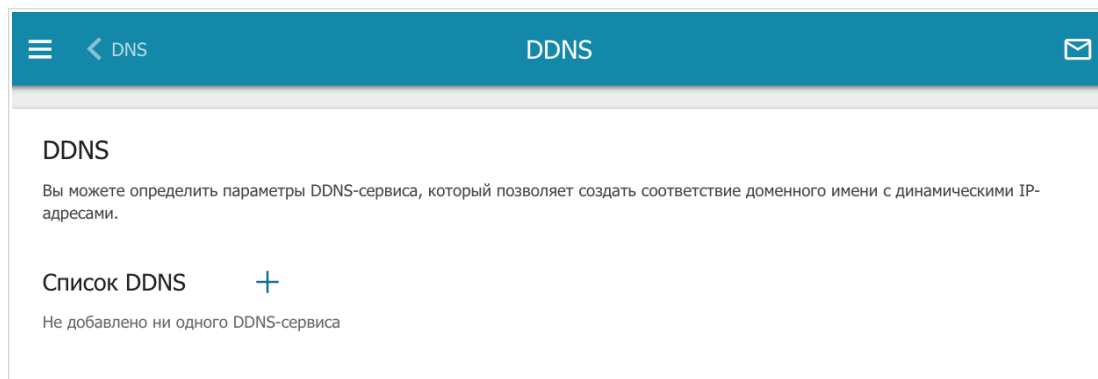 DNS
DDNS
DDNS
Вы можете определить параметры DDNS-сервиса, который позволяет создать соответствие доменного имени с динамическими IP-
адресами.
Список DDNS
Не добавлено ни одного DDNS-сервиса